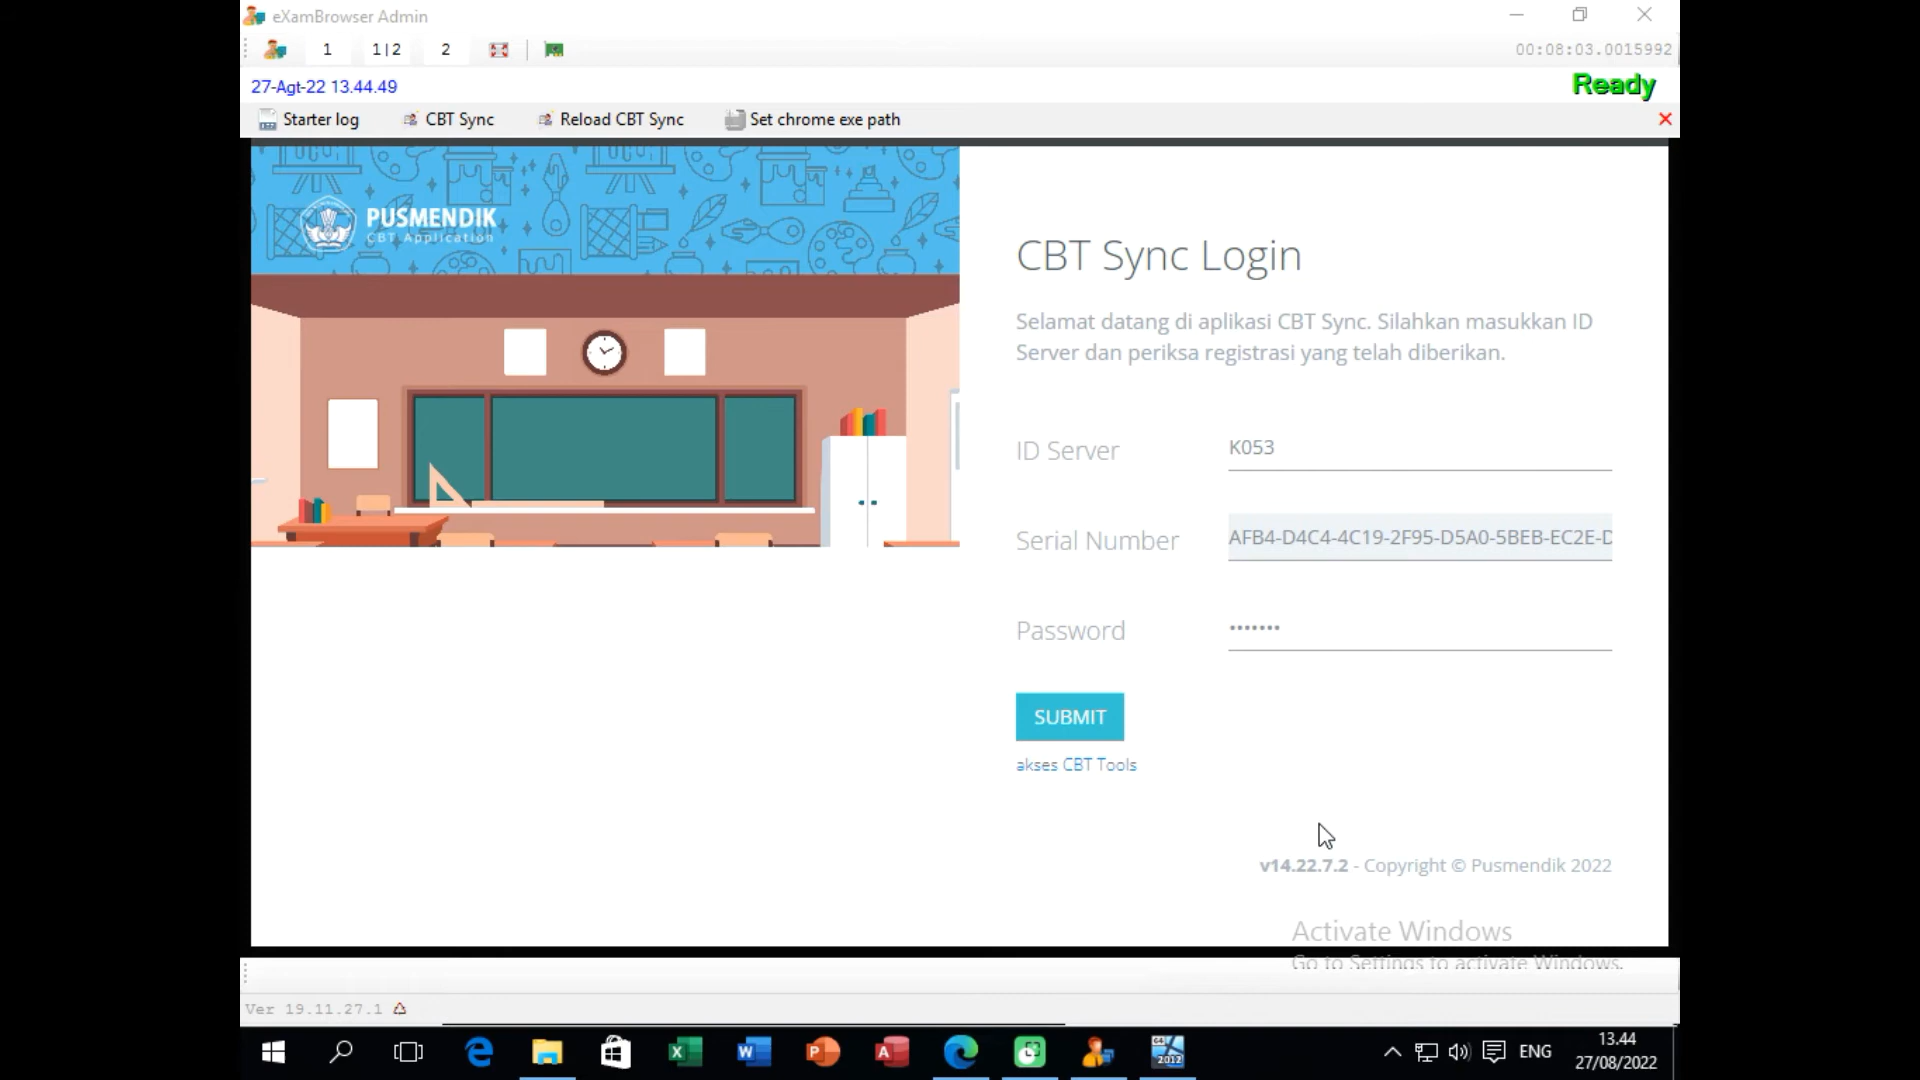 eXamBrowser Admin
1 1|2 2
00:08:03.0015992
27-Agt-22 13.44.49
Ready
Starter log CBT Sync Reload CBT Sync Set chrome exe path
PUSMENDIK
CBT Application
CBT Sync Login
Selamat datang di aplikasi CBT Sync. Silahkan masukkan ID
Server dan periksa registrasi yang telah diberikan.
ID Server K053
Serial Number AFB4-D4C4-4C19-2F95-D5A0-5BEB-EC2E-D
Password •••••••
SUBMIT
akses CBT Tools
v14.22.7.2 - Copyright © Pusmendik 2022
Activate Windows
Go to Settings to activate Windows.
Ver 19.11.27.1
64 2012
ENG
13.44
27/08/2022